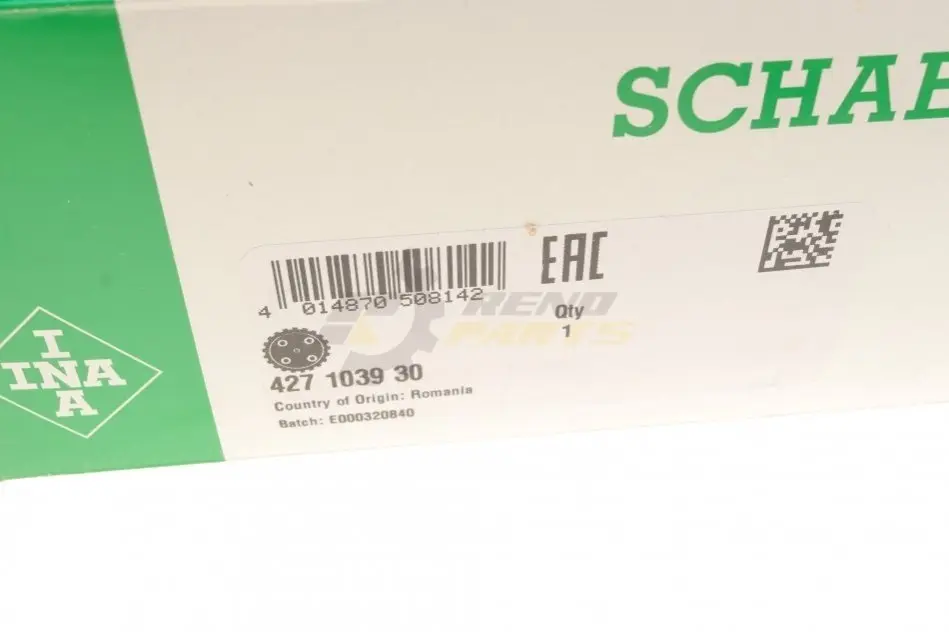 SCHAE
EAC
4 014870 508142
RENO
PARTS
Qty
1
I
INA
A
427 1039 30
Country of Origin: Romania
Batch: E000320840